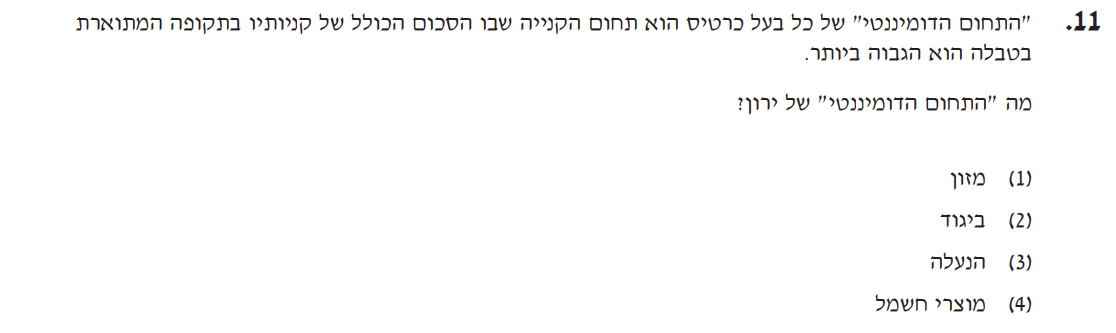 11. "התחום הדומיננטי" של כל בעל כרטיס הוא תחום הקנייה שבו הסכום הכולל של קניותיו בתקופה המתוארת
בטבלה הוא הגבוה ביותר.
מה "התחום הדומיננטי" של ירון?
(1) מזון
(2) ביגוד
(3) הנעלה
(4) מוצרי חשמל